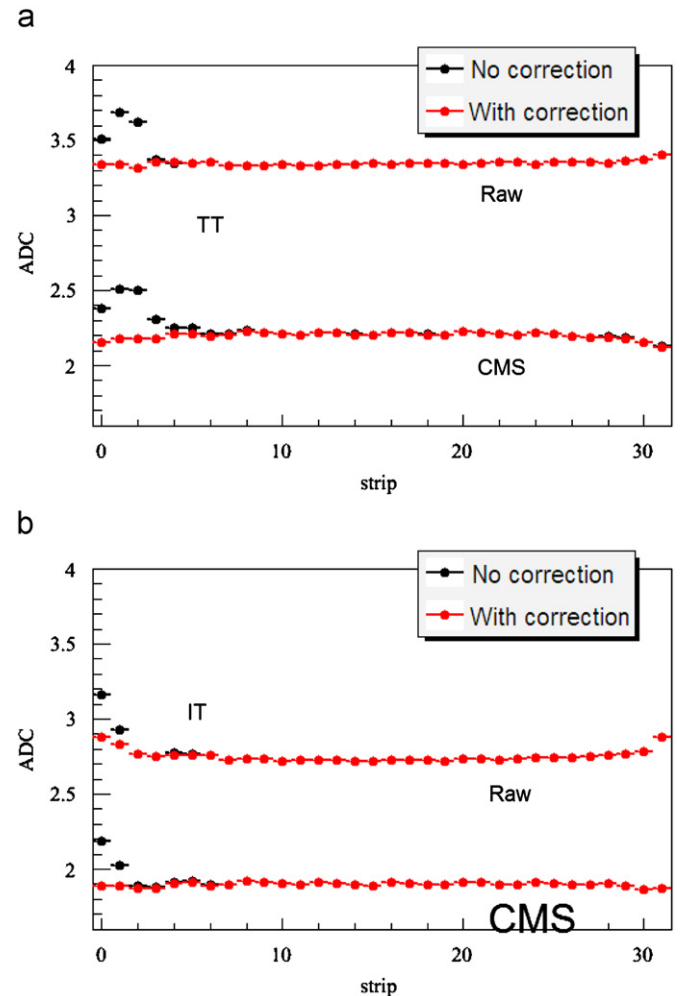 a
No correction
With correction
4
3.5
3
2.5
2
ADC
TT
Raw
CMS
0
10
20
30
strip
b
No correction
With correction
4
3.5
3
2.5
2
ADC
IT
Raw
CMS
0
10
20
30
strip